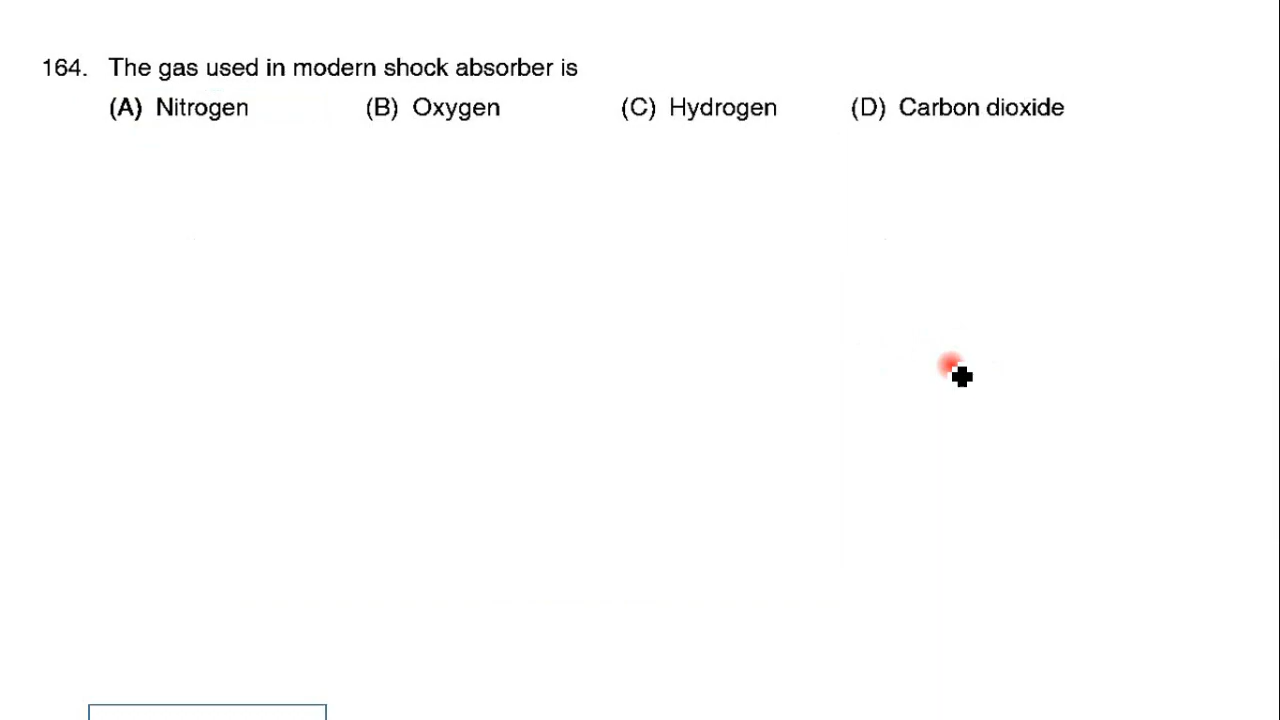 164. The gas used in modern shock absorber is
(A) Nitrogen (B) Oxygen (C) Hydrogen (D) Carbon dioxide